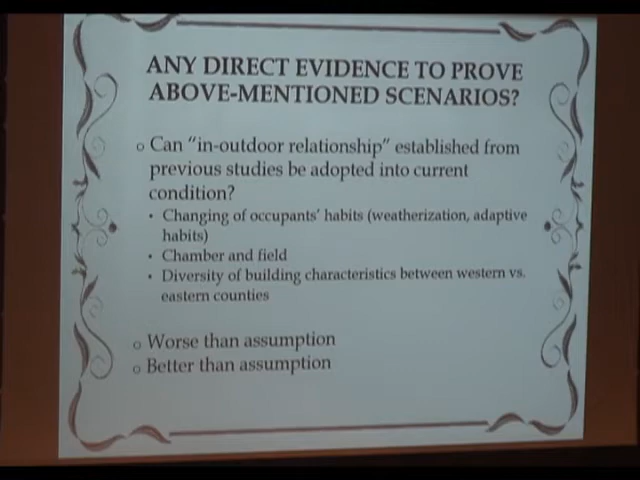 ANY DIRECT EVIDENCE TO PROVE
ABOVE-MENTIONED SCENARIOS?
o Can “in-outdoor relationship” established from
previous studies be adopted into current
condition?
• Changing of occupants’ habits (weatherization, adaptive
habits)
• Chamber and field
• Diversity of building characteristics between western vs.
eastern counties
o Worse than assumption
o Better than assumption